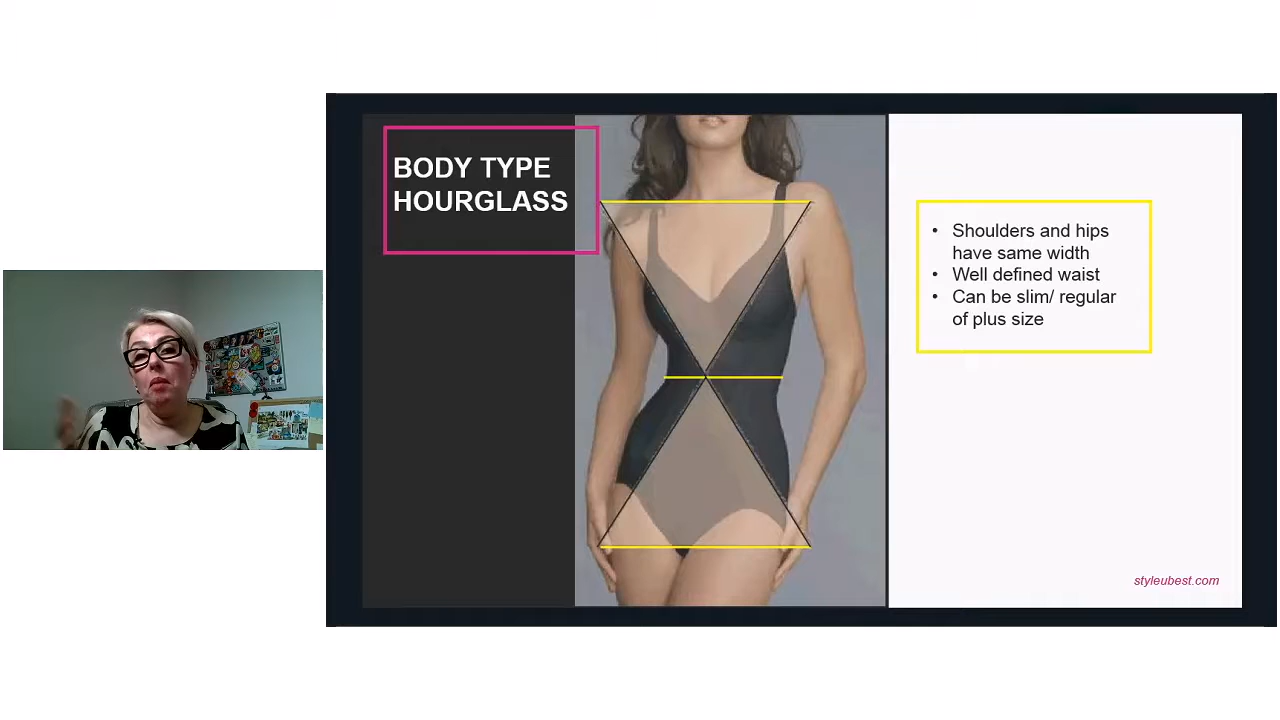 BODY TYPE
HOURGLASS
• Shoulders and hips
have same width
• Well defined waist
• Can be slim/ regular
of plus size
styleubest.com